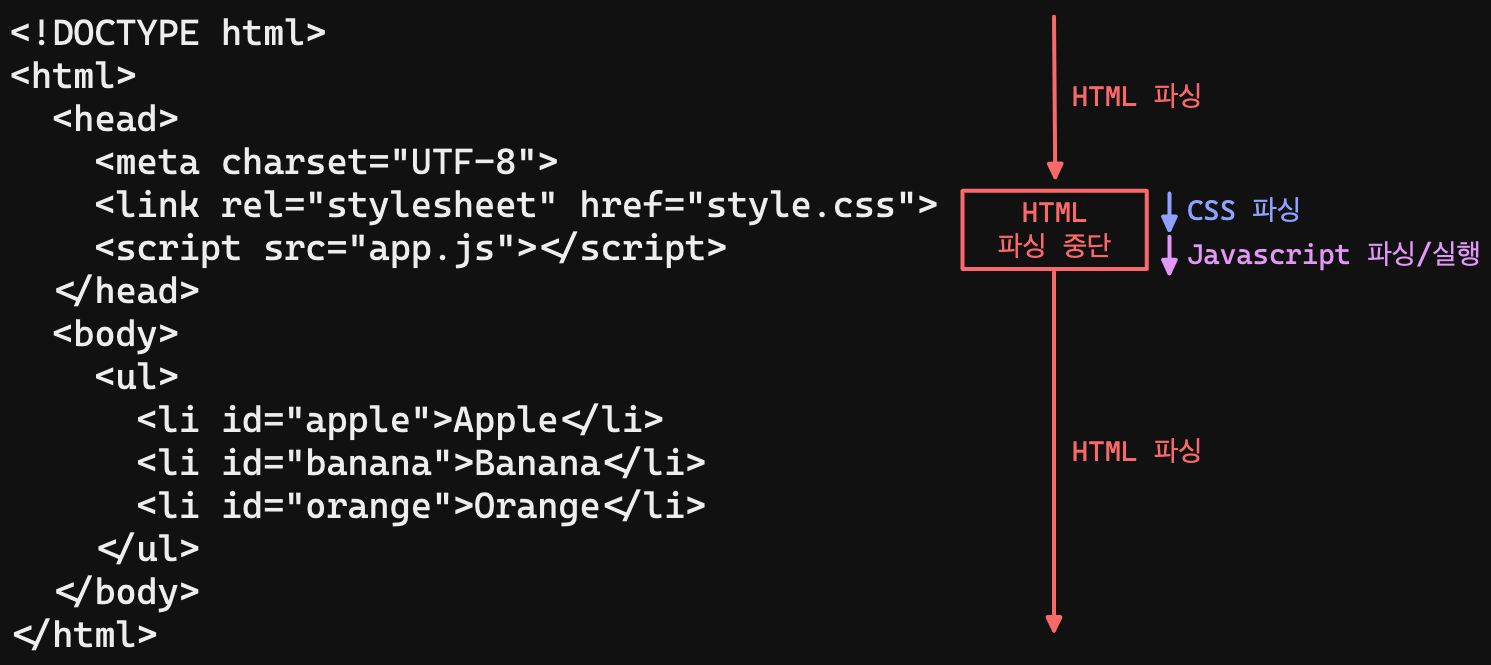 <!DOCTYPE html>
<html>
<head>
<meta charset="UTF-8">
<link rel="stylesheet" href="style.css">
<script src="app.js"></script>
</head>
<body>
<ul>
<li id="apple">Apple</li>
<li id="banana">Banana</li>
<li id="orange">Orange</li>
</ul>
</body>
</html>
HTML 파싱
HTML
파싱 중단
CSS 파싱
Javascript 파싱/실행
HTML 파싱